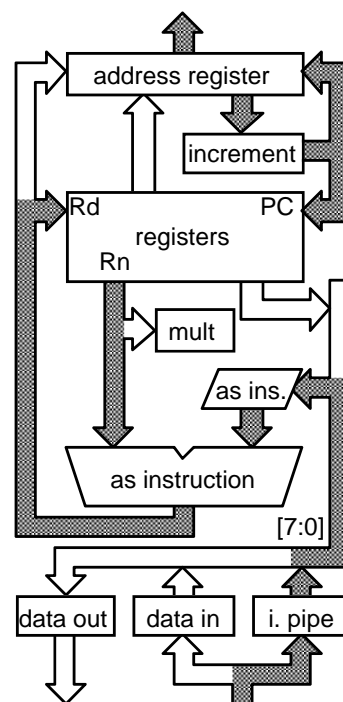 address register
increment
Rd
PC
registers
Rn
mult
as ins.
as instruction
[7:0]
data out
data in
i. pipe